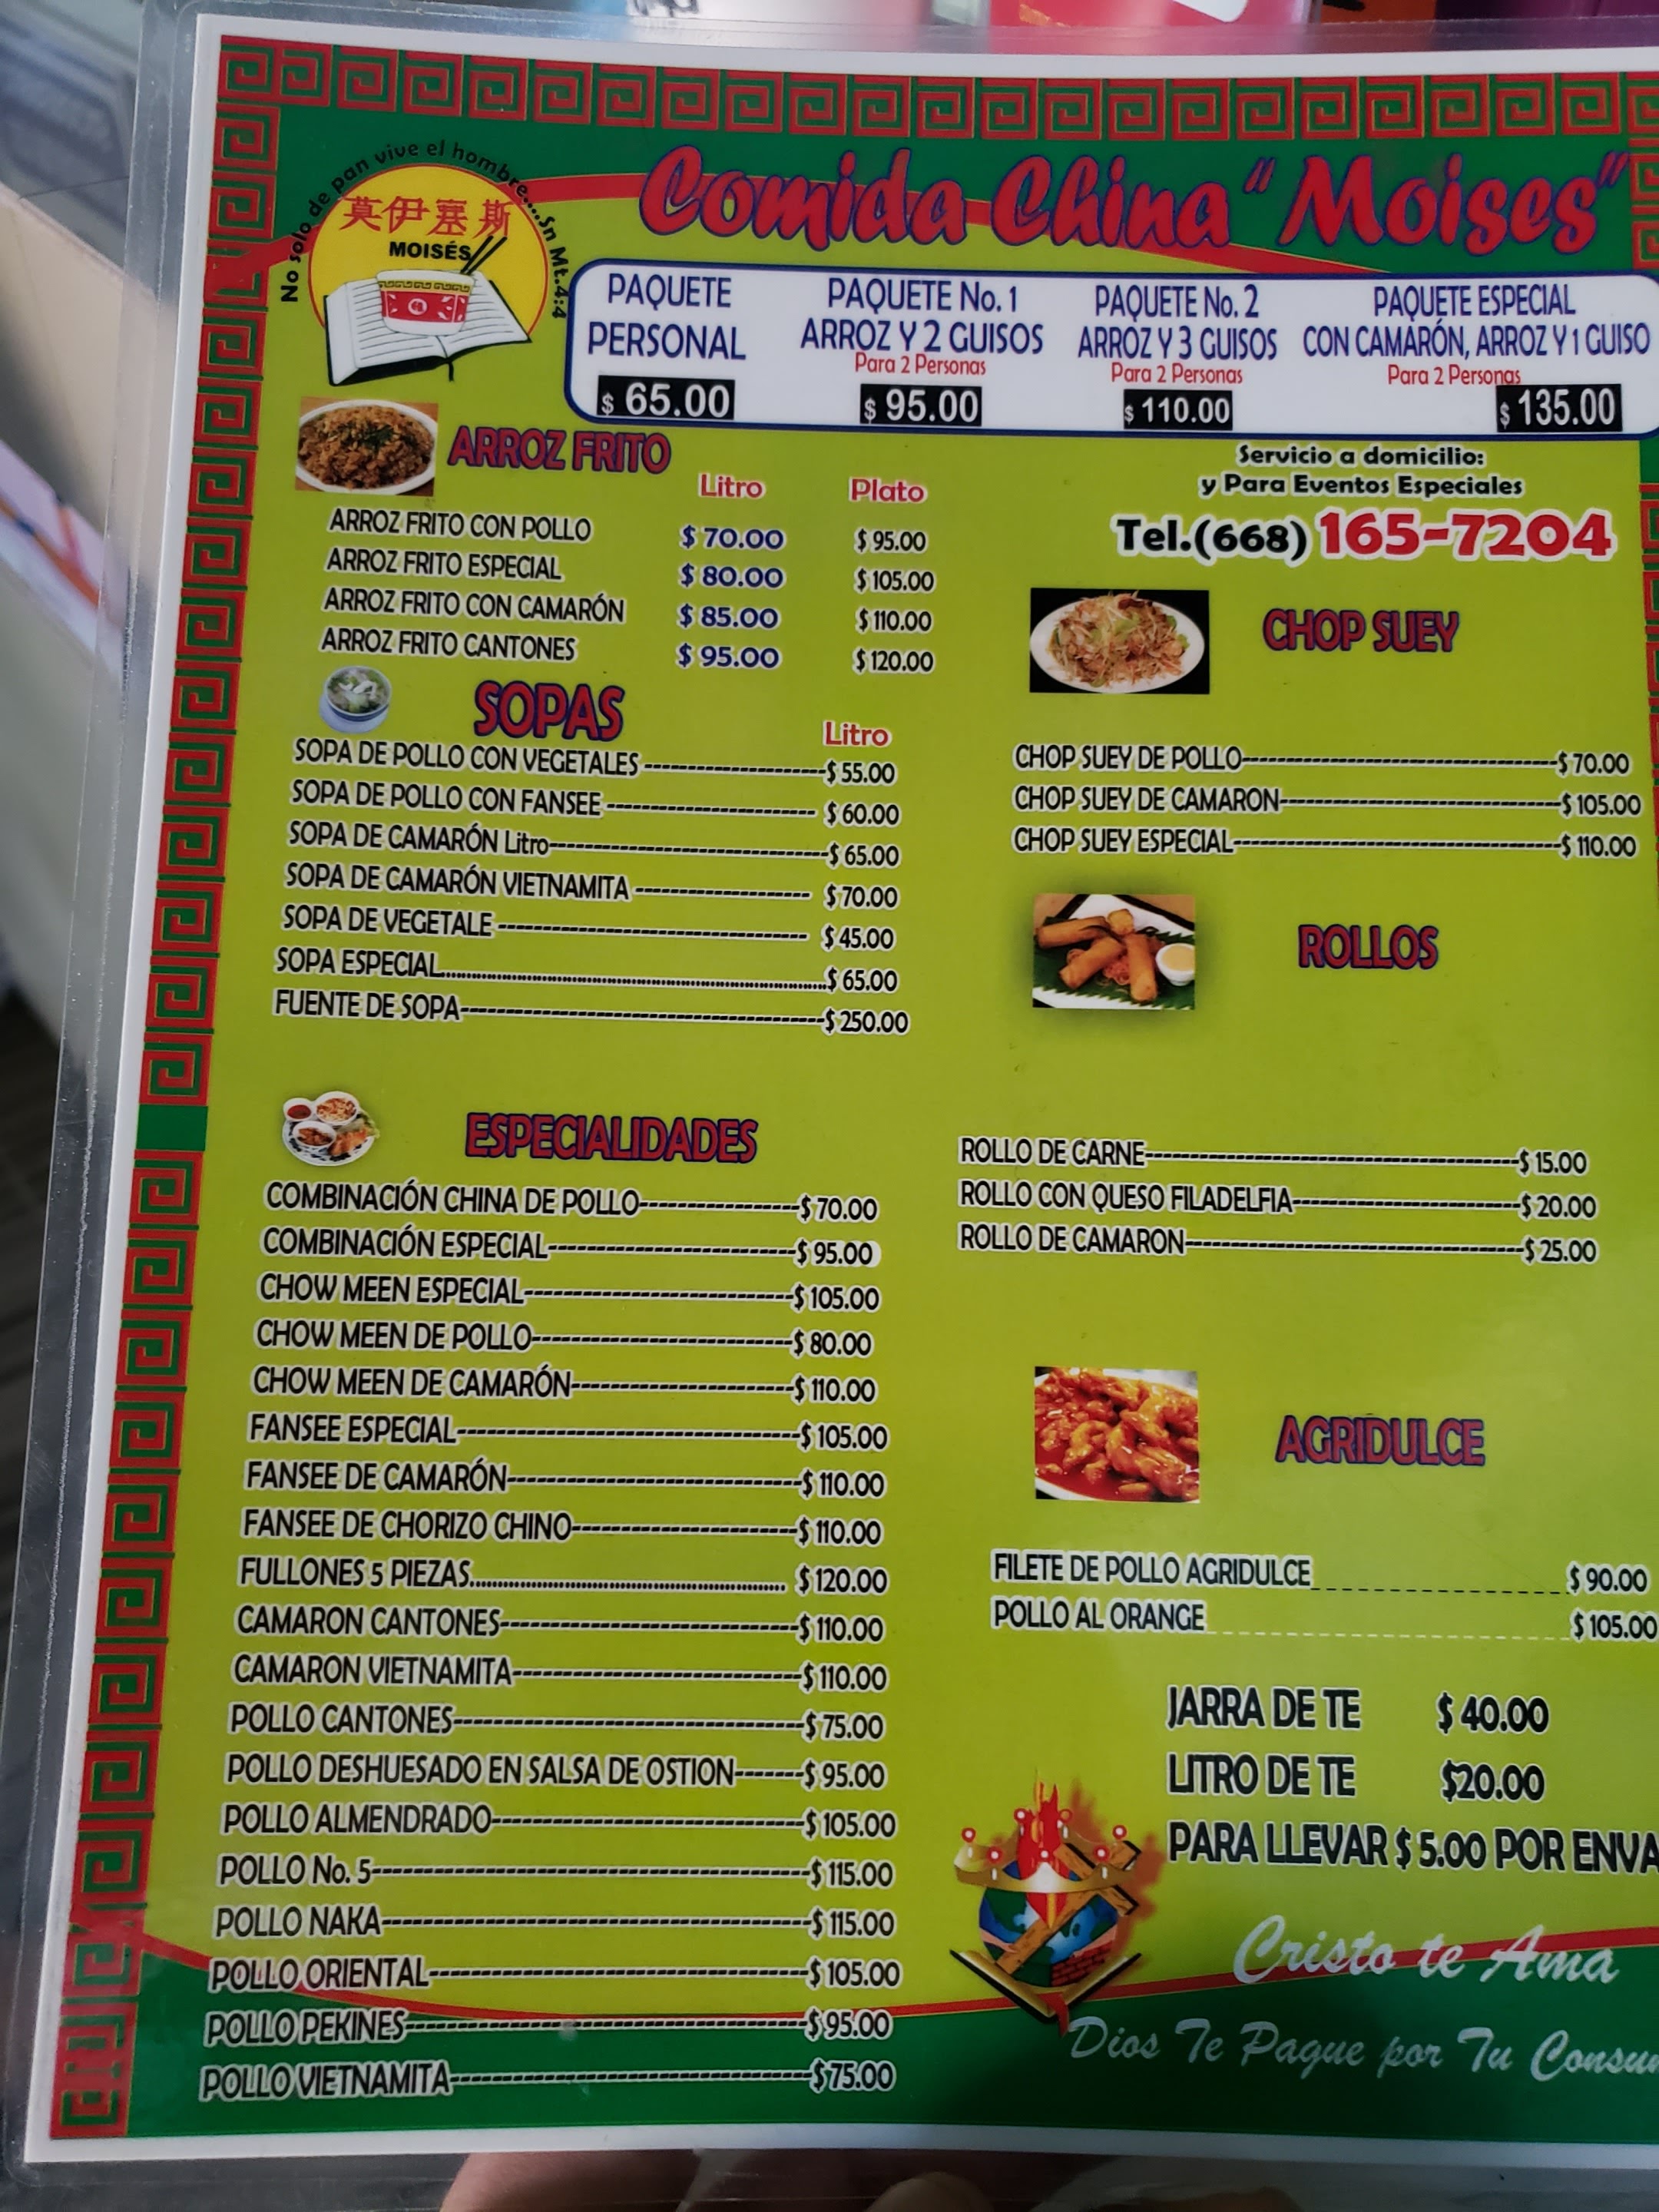 No solo de pan vive el hombre....Sn Mt.4:4
莫伊塞斯
MOISÉS
Comida China "Moises"
PAQUETE
PERSONAL
$ 65.00
PAQUETE No. 1
ARROZ Y 2 GUISOS
Para 2 Personas
$ 95.00
PAQUETE No. 2
ARROZ Y 3 GUISOS
Para 2 Personas
$ 110.00
PAQUETE ESPECIAL
CON CAMARÓN, ARROZ Y 1 GUISO
Para 2 Personas
$ 135.00
ARROZ FRITO
Litro Plato
ARROZ FRITO CON POLLO $ 70.00 $ 95.00
ARROZ FRITO ESPECIAL $ 80.00 $ 105.00
ARROZ FRITO CON CAMARÓN $ 85.00 $ 110.00
ARROZ FRITO CANTONES $ 95.00 $ 120.00
SOPAS
Litro
SOPA DE POLLO CON VEGETALES $ 55.00
SOPA DE POLLO CON FANSEE $ 60.00
SOPA DE CAMARÓN Litro $ 65.00
SOPA DE CAMARÓN VIETNAMITA $ 70.00
SOPA DE VEGETALE $ 45.00
SOPA ESPECIAL $ 65.00
FUENTE DE SOPA $ 250.00
ESPECIALIDADES
COMBINACIÓN CHINA DE POLLO $ 70.00
COMBINACIÓN ESPECIAL $ 95.00
CHOW MEEN ESPECIAL $ 105.00
CHOW MEEN DE POLLO $ 80.00
CHOW MEEN DE CAMARÓN $ 110.00
FANSEE ESPECIAL $ 105.00
FANSEE DE CAMARÓN $ 110.00
FANSEE DE CHORIZO CHINO $ 110.00
FULLONES 5 PIEZAS $ 120.00
CAMARON CANTONES $ 110.00
CAMARON VIETNAMITA $ 110.00
POLLO CANTONES $ 75.00
POLLO DESHUESADO EN SALSA DE OSTION $ 95.00
POLLO ALMENDRADO $ 105.00
POLLO No. 5 $ 115.00
POLLO NAKA $ 115.00
POLLO ORIENTAL $ 105.00
POLLO PEKINES $ 95.00
POLLO VIETNAMITA $ 75.00
Servicio a domicilio:
y Para Eventos Especiales
Tel.(668) 165-7204
CHOP SUEY
CHOP SUEY DE POLLO $ 70.00
CHOP SUEY DE CAMARON $ 105.00
CHOP SUEY ESPECIAL $ 110.00
ROLLOS
ROLLO DE CARNE $ 15.00
ROLLO CON QUESO FILADELFIA $ 20.00
ROLLO DE CAMARON $ 25.00
AGRIDULCE
FILETE DE POLLO AGRIDULCE $ 90.00
POLLO AL ORANGE $ 105.00
JARRA DE TE $ 40.00
LITRO DE TE $20.00
PARA LLEVAR $ 5.00 POR ENVA
Cristo te Ama
Dios Te Pague por Tu Consu